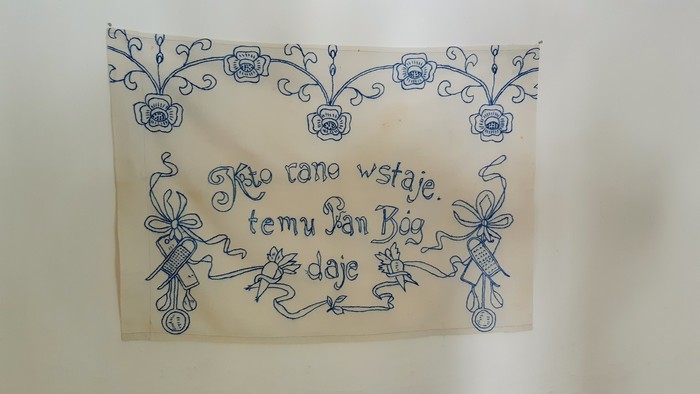 Kto rano wstaje.
temu Pan Bóg
daje